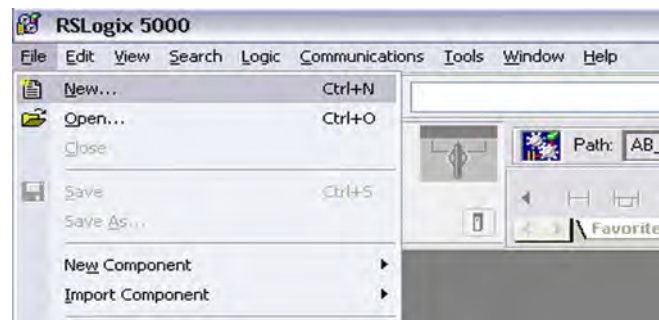 RSLogix 5000
File Edit View Search Logic Communications Tools Window Help
New... Ctrl+N
Open... Ctrl+O
Close
Path: AB_
Save Ctrl+S
Save As...
Favorite
New Component
Import Component